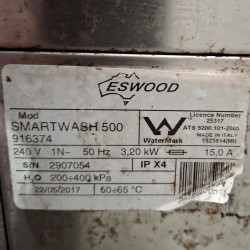 ESWOOD
Mod
SMARTWASH 500
916374
WaterMark
Licence Number
25317
ATS 5200.101-2005
MADE IN ITALY
1523814(MI)
240 V 1N~ 50 Hz 3,20 kW 15,0 A
S/N 2907054 IP X4
H₂O 200÷400 kPa
22/05/2017 50÷65 °C